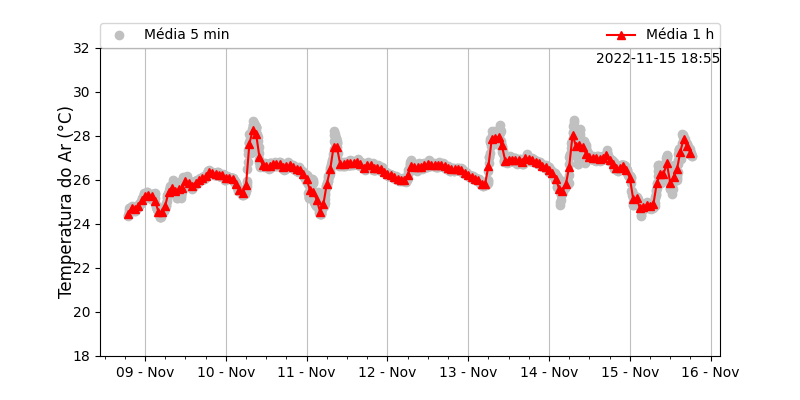 Média 5 min
Média 1 h
2022-11-15 18:55
Temperatura do Ar (°C)
32
30
28
26
24
22
20
18
09 - Nov
10 - Nov
11 - Nov
12 - Nov
13 - Nov
14 - Nov
15 - Nov
16 - Nov